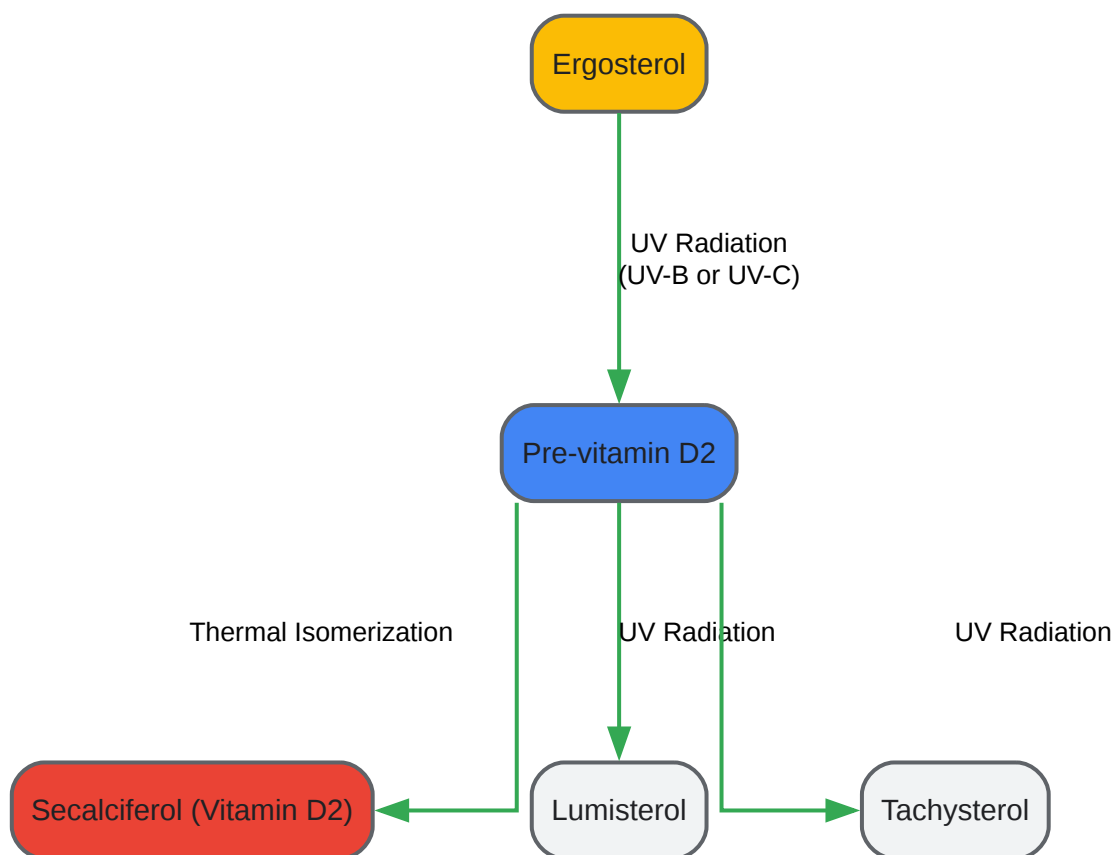 Ergosterol
UV Radiation
(UV-B or UV-C)
Pre-vitamin D2
Thermal Isomerization
UV Radiation
UV Radiation
Secalciferol (Vitamin D2)
Lumisterol
Tachysterol